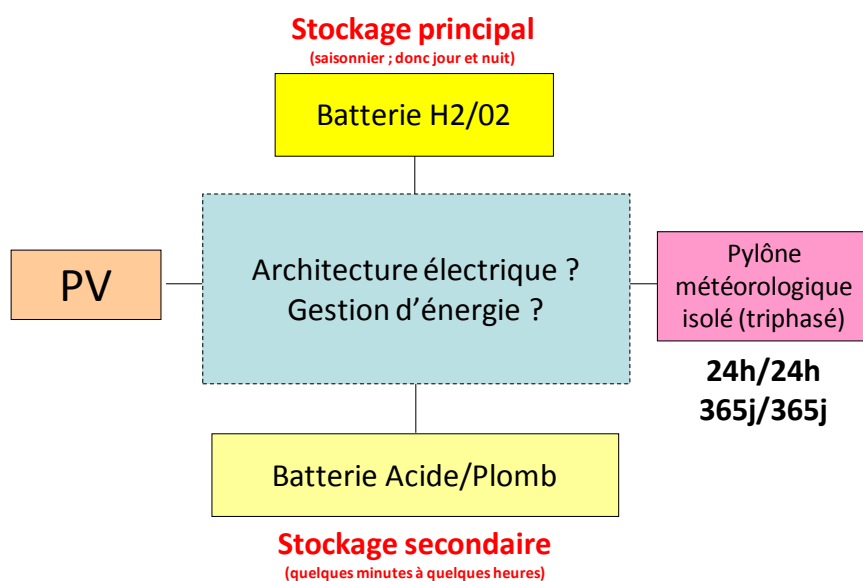 Stockage principal
(saisonnier ; donc jour et nuit)
Batterie H2/02
PV
Architecture électrique ?
Gestion d'énergie ?
Pylône
météorologique
isolé (triphasé)
24h/24h
365j/365j
Batterie Acide/Plomb
Stockage secondaire
(quelques minutes à quelques heures)